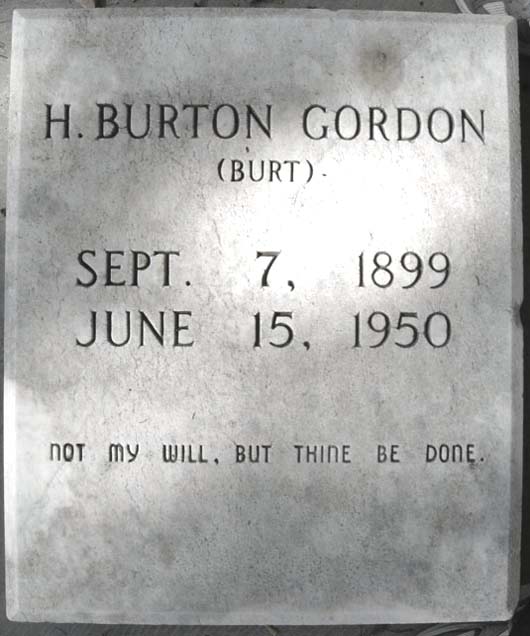 H. BURTON GORDON
(BURT)
SEPT. 7, 1899
JUNE 15, 1950
NOT MY WILL, BUT THINE BE DONE.